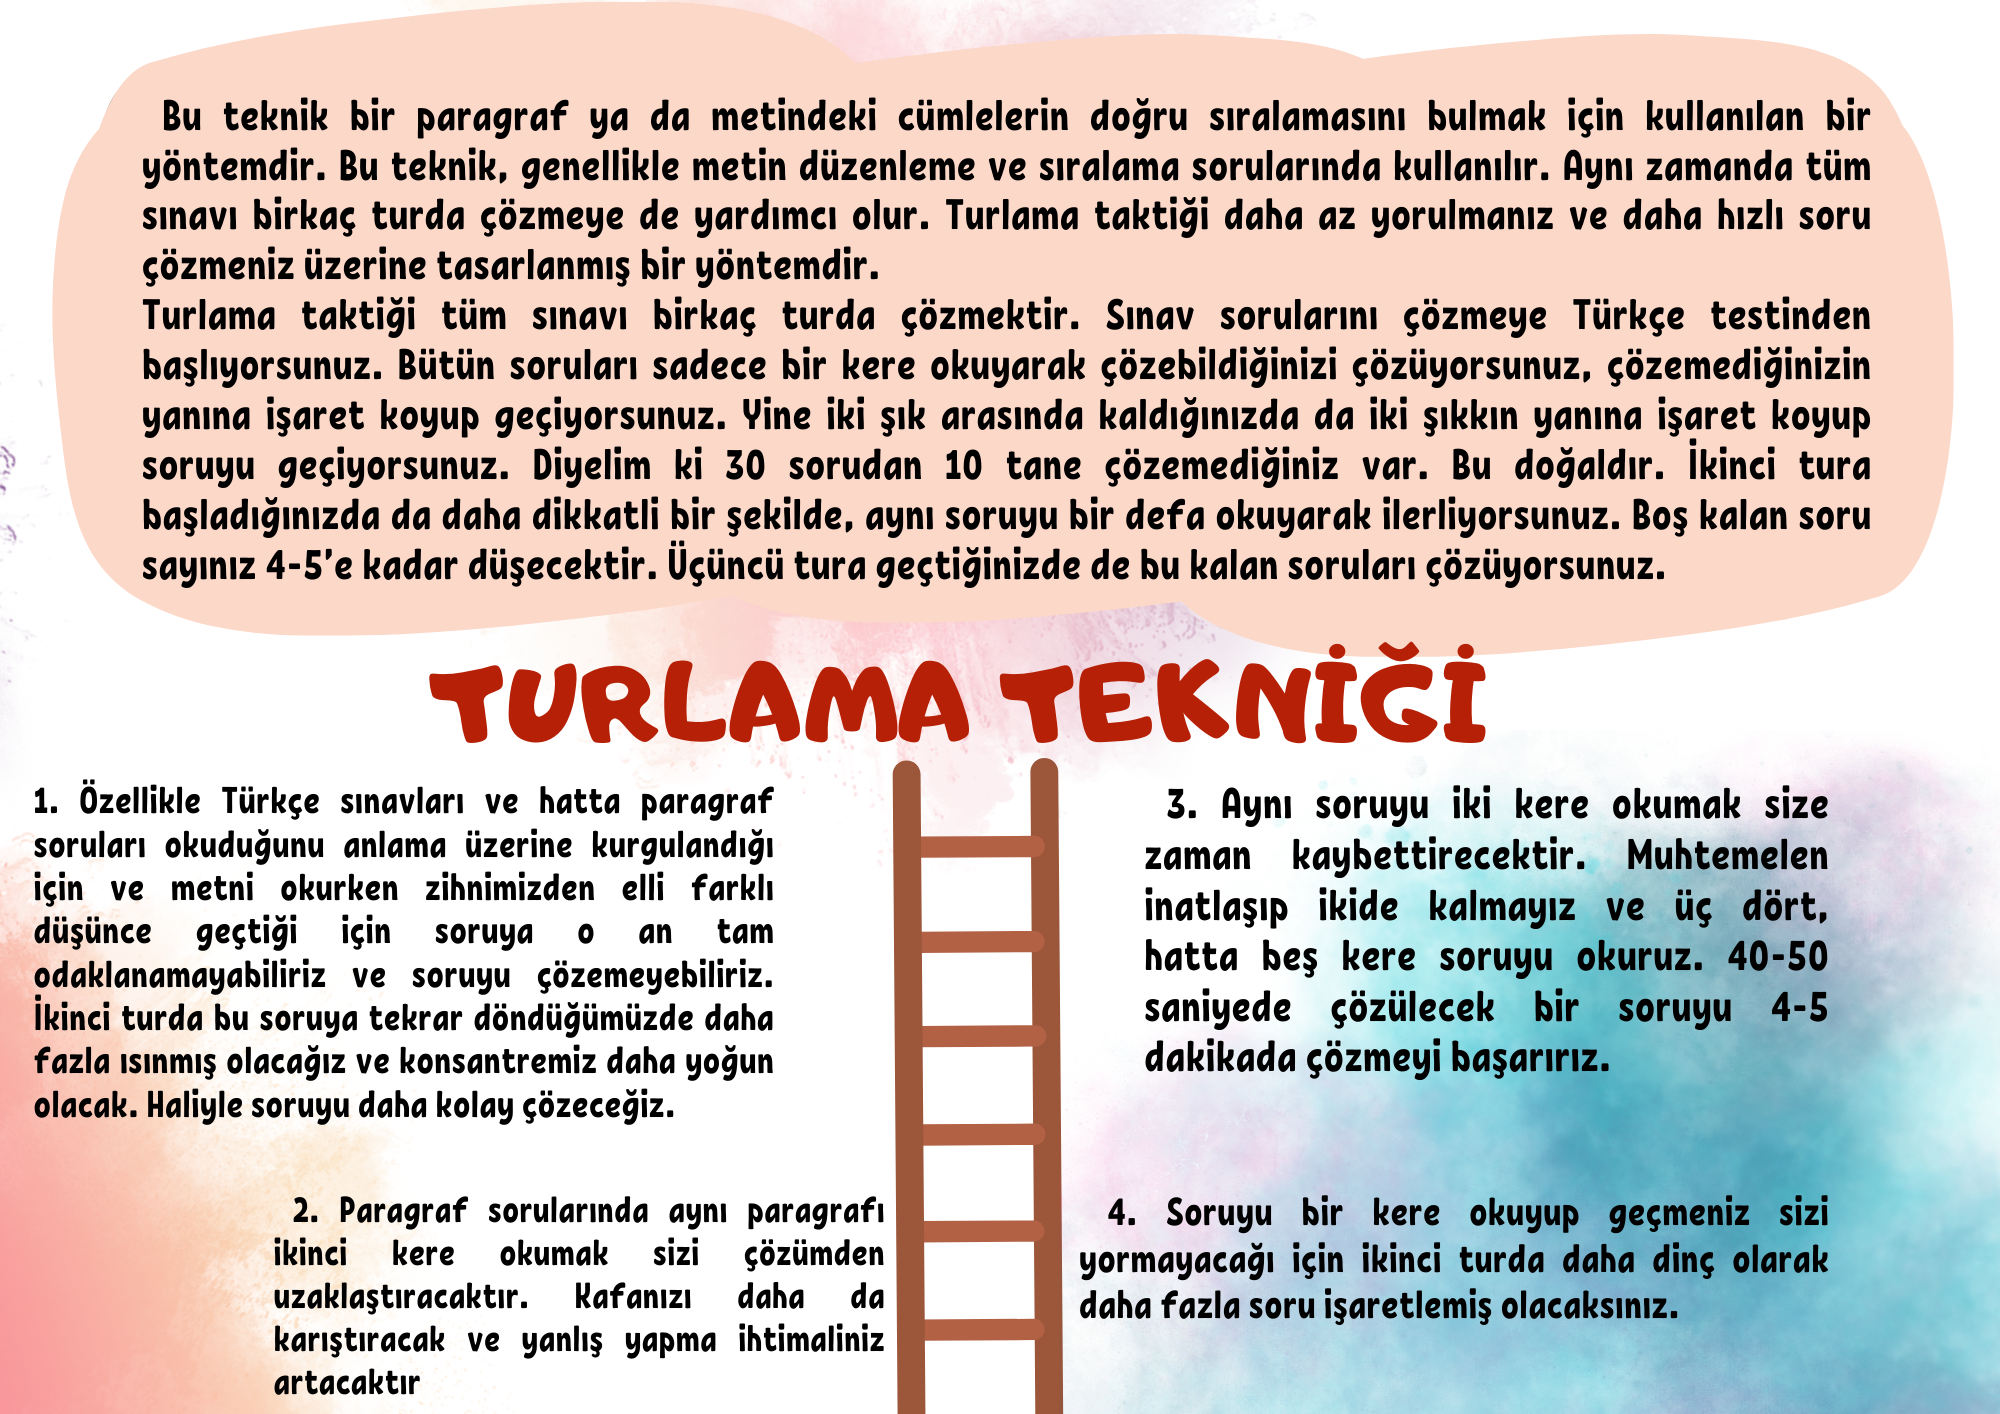 Bu teknik bir paragraf ya da metindeki cümlelerin doğru sıralamasını bulmak için kullanılan bir
yöntemdir. Bu teknik, genellikle metin düzenleme ve sıralama sorularında kullanılır. Aynı zamanda tüm
sınavı birkaç turda çözmeye de yardımcı olur. Turlama taktiği daha az yorulmanız ve daha hızlı soru
çözmeniz üzerine tasarlanmış bir yöntemdir.
Turlama taktiği tüm sınavı birkaç turda çözmektir. Sınav sorularını çözmeye Türkçe testinden
başlıyorsunuz. Bütün soruları sadece bir kere okuyarak çözebildiğinizi çözüyorsunuz, çözemediğinizin
yanına işaret koyup geçiyorsunuz. Yine iki şık arasında kaldığınızda da iki şıkkın yanına işaret koyup
soruyu geçiyorsunuz. Diyelim ki 30 sorudan 10 tane çözemediğiniz var. Bu doğaldır. İkinci tura
başladığınızda da daha dikkatli bir şekilde, aynı soruyu bir defa okuyarak ilerliyorsunuz. Boş kalan soru
sayınız 4-5'e kadar düşecektir. Üçüncü tura geçtiğinizde de bu kalan soruları çözüyorsunuz.
TURLAMA TEKNİĞİ
1. Özellikle Türkçe sınavları ve hatta paragraf
soruları okuduğunu anlama üzerine kurgulandığı
için ve metni okurken zihnimizden elli farklı
düşünce geçtiği için soruya o an tam
odaklanamayabiliriz ve soruyu çözemeyebiliriz.
İkinci turda bu soruya tekrar döndüğümüzde daha
fazla ısınmış olacağız ve konsantremiz daha yoğun
olacak. Haliyle soruyu daha kolay çözeceğiz.
2. Paragraf sorularında aynı paragrafı
ikinci kere okumak sizi çözümden
uzaklaştıracaktır. Kafanızı daha da
karıştıracak ve yanlış yapma ihtimaliniz
artacaktır
3. Aynı soruyu iki kere okumak size
zaman kaybettirecektir. Muhtemelen
inatlaşıp ikide kalmayız ve üç dört,
hatta beş kere soruyu okuruz. 40-50
saniyede çözülecek bir soruyu 4-5
dakikada çözmeyi başarırız.
4. Soruyu bir kere okuyup geçmeniz sizi
yormayacağı için ikinci turda daha dinç olarak
daha fazla soru işaretlemiş olacaksınız.